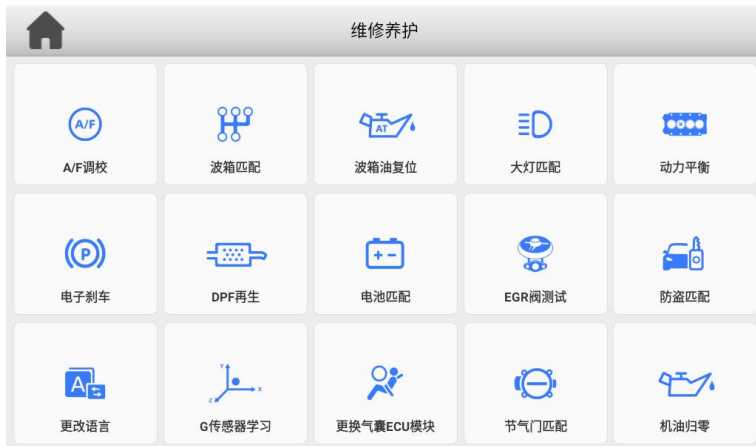 维修养护
A/F
A/F调校
波箱匹配
AT
波箱油复位
大灯匹配
动力平衡
P
电子刹车
DPF再生
电池匹配
EGR阀测试
防盗匹配
A
更改语言
Y
X
Z
G传感器学习
更换气囊ECU模块
节气门匹配
机油归零